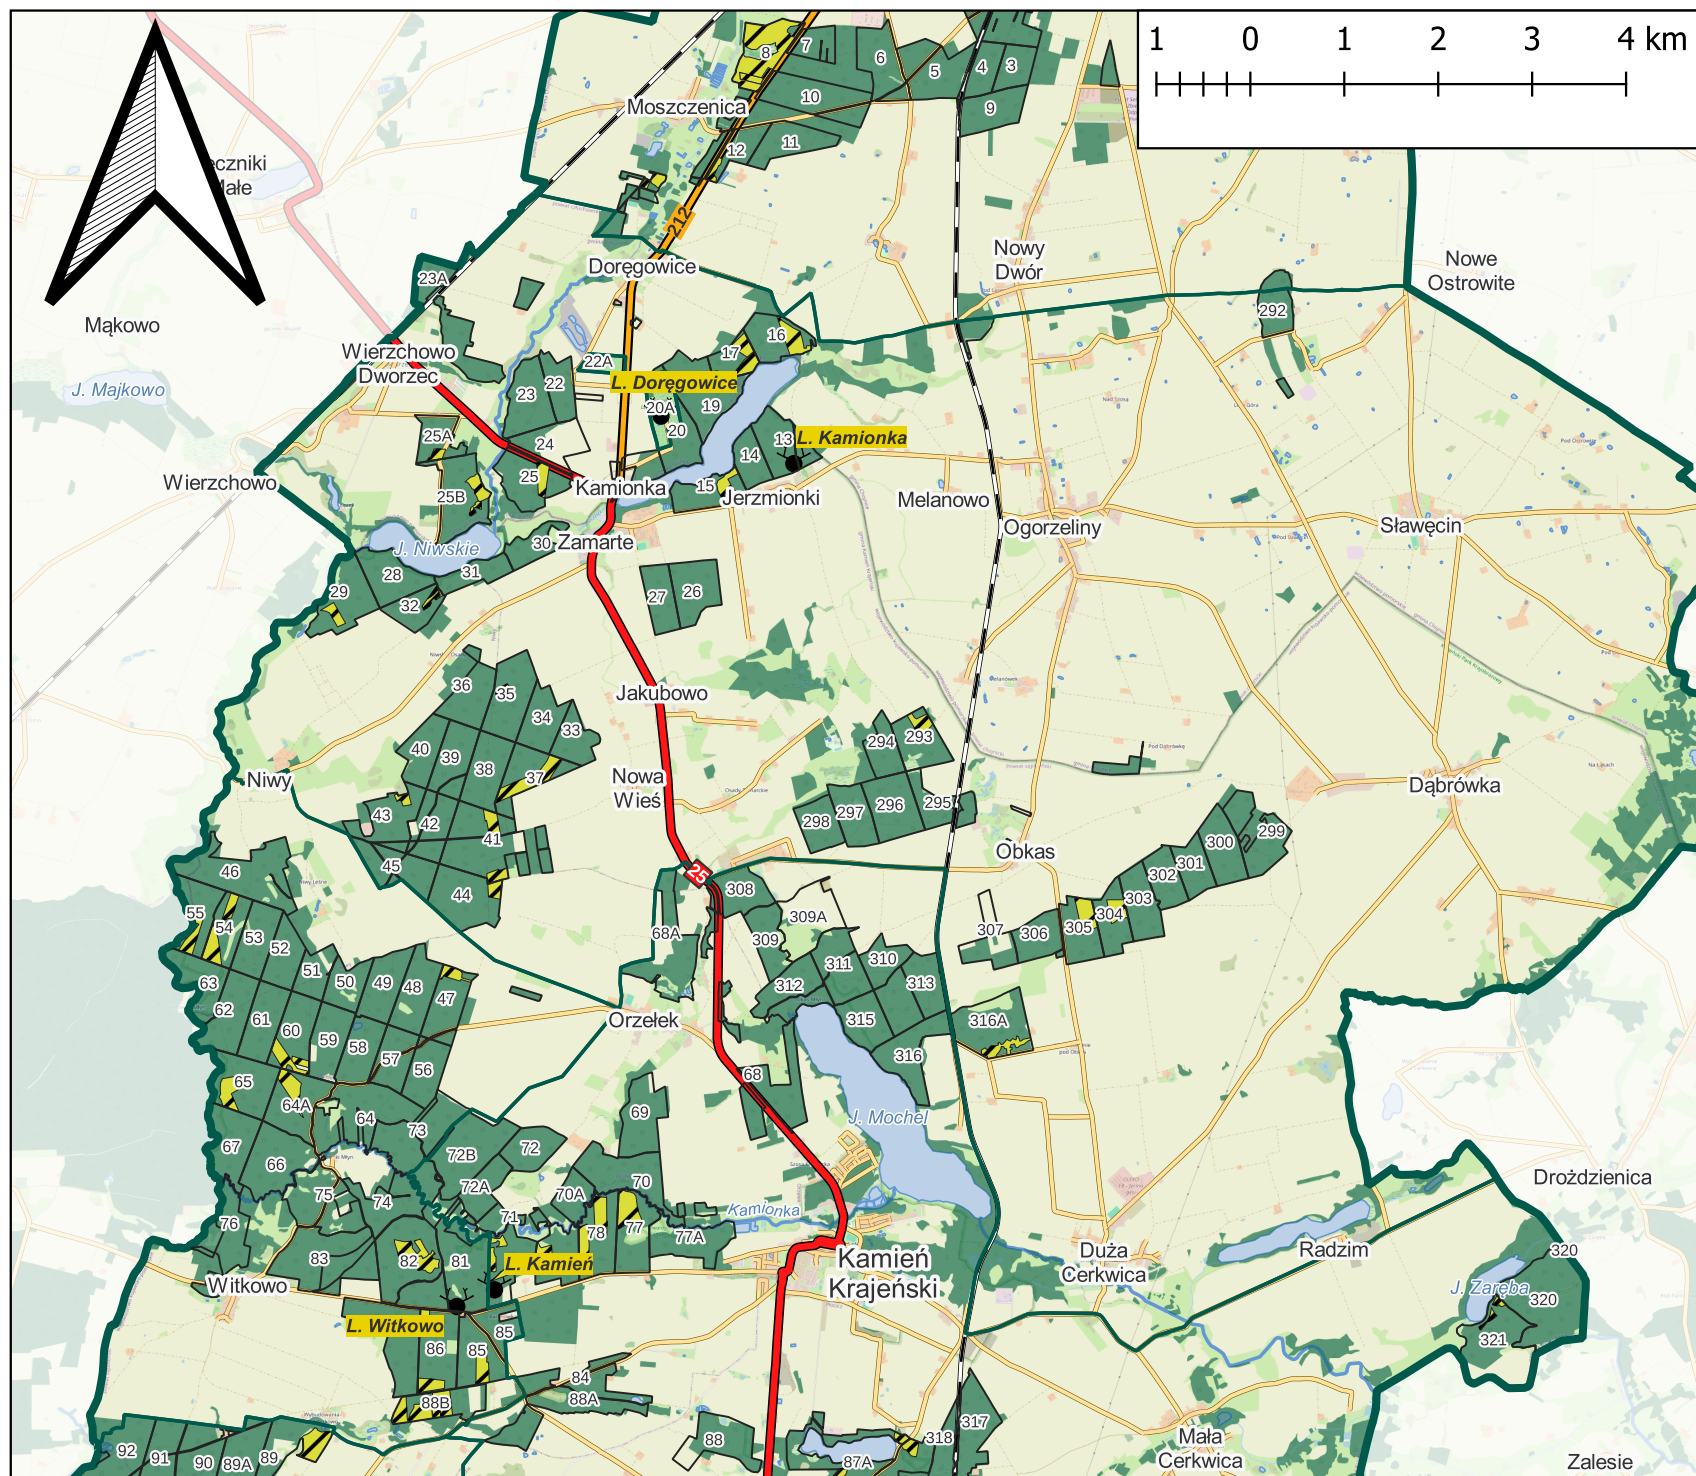 1 0 1 2 3 4 km
8
7
6
5
4
3
10
9
Moszczenica
11
12
eczniki
Małe
212
Doręgowice
Nowy
Dwór
Nowe
Ostrowite
23A
292
Mąkowo
16
17
Wierzchowo
Dworzec
22A
J. Majkowo
L. Doręgowice
23
22
20A
19
20
25A
24
13
L. Kamionka
14
Wierzchowo
25
25B
Kamionka
15
Jerzmionki
Melanowo
Ogorzeliny
Sławęcin
J. Niwskie
30
Zamarte
28
31
29
32
27
26
36
35
Jakubowo
34
33
40
39
38
37
294
293
Niwy
Nowa
Wieś
Dąbrówka
43
42
41
298
297
296
295
Obkas
299
300
301
302
303
304
305
306
307
45
46
44
25
308
309A
309
68A
55
54
53
52
51
50
49
48
47
63
62
61
60
59
58
57
56
311
310
312
313
315
316A
316
Orzełek
68
65
64A
64
69
J. Mochel
73
72
72B
67
66
72A
75
74
70A
70
71
76
78
77
77A
Kamionka
83
82
81
L. Kamień
Kamień
Krajeński
Duża
Cerkwica
Radzim
Drożdzienica
320
J. Zaręba
320
321
Witkowo
L. Witkowo
85
86
85
84
88A
88B
92
91
90
89A
89
88
87A
318
317
Mała
Cerkwica
Zalesie